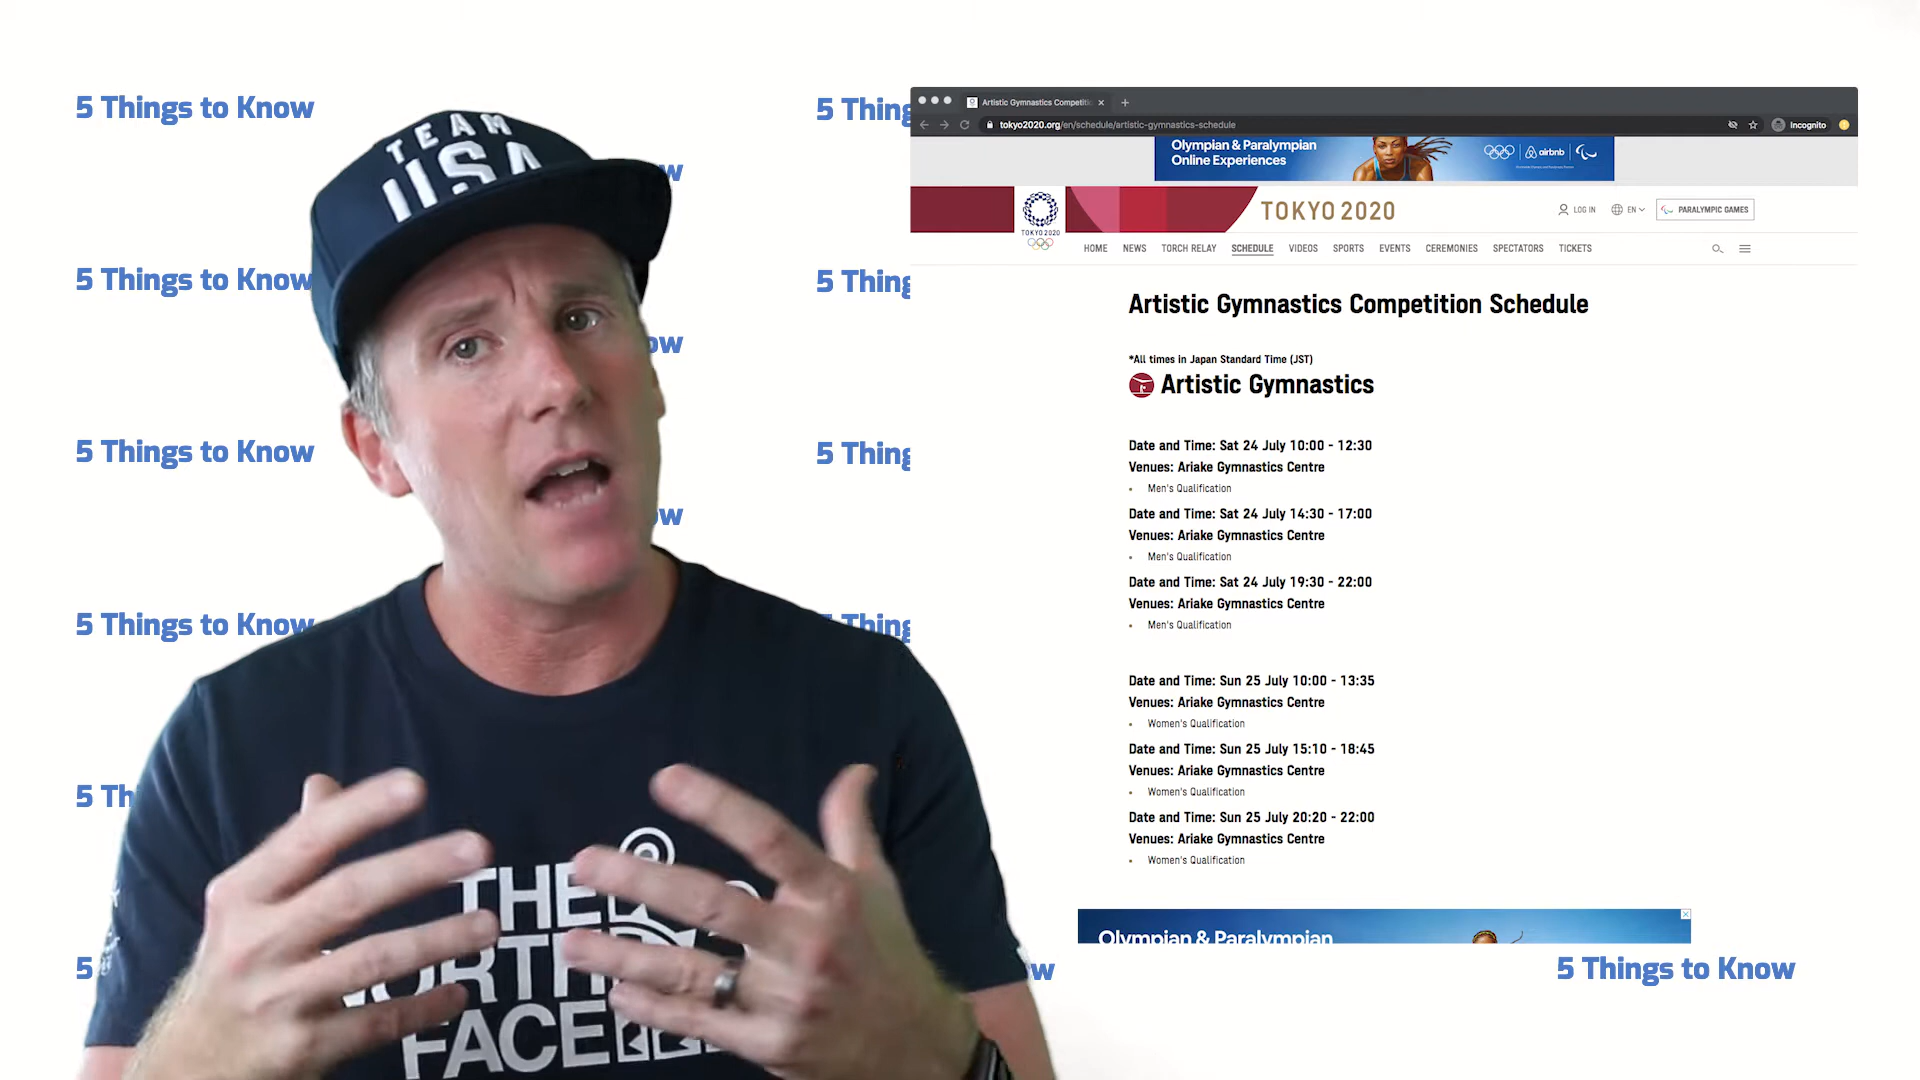 5 Things to Know
5 Things to Know
5 Things to Know
5 Things to Know
5 Th
5
5 Thing
5 Thing
5 Thing
Thing
w
ow
ow
w
w
5 Things to Know
TEAM
USA
THE
NORTH
FACE
Artistic Gymnastics Competiti
tokyo2020.org/en/schedule/artistic-gymnastics-schedule
Incognito
Olympian & Paralympian
Online Experiences
airbnb
TOKYO 2020
TOKYO 2020
LOG IN
EN
PARALYMPIC GAMES
HOME NEWS TORCH RELAY SCHEDULE VIDEOS SPORTS EVENTS CEREMONIES SPECTATORS TICKETS
Artistic Gymnastics Competition Schedule
*All times in Japan Standard Time (JST)
Artistic Gymnastics
Date and Time: Sat 24 July 10:00 - 12:30
Venues: Ariake Gymnastics Centre
Men's Qualification
Date and Time: Sat 24 July 14:30 - 17:00
Venues: Ariake Gymnastics Centre
Men's Qualification
Date and Time: Sat 24 July 19:30 - 22:00
Venues: Ariake Gymnastics Centre
Men's Qualification
Date and Time: Sun 25 July 10:00 - 13:35
Venues: Ariake Gymnastics Centre
Women's Qualification
Date and Time: Sun 25 July 15:10 - 18:45
Venues: Ariake Gymnastics Centre
Women's Qualification
Date and Time: Sun 25 July 20:20 - 22:00
Venues: Ariake Gymnastics Centre
Women's Qualification
Olympian & Paralympian